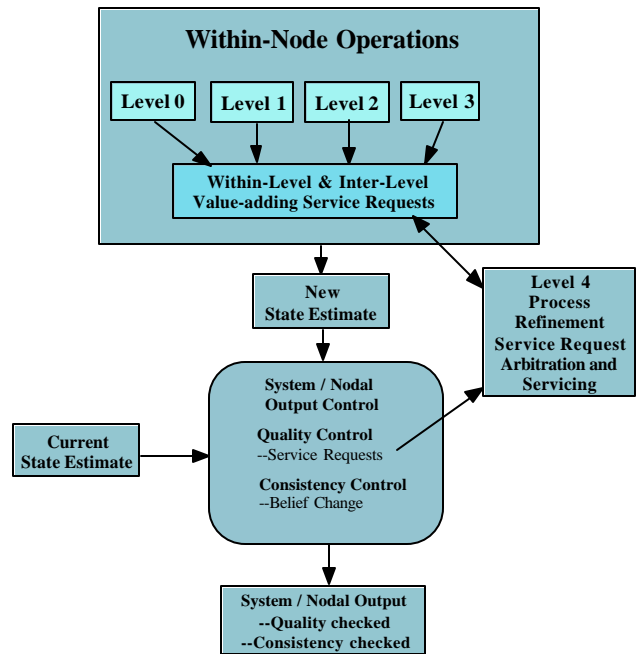 Within-Node Operations
Level 0
Level 1
Level 2
Level 3
Within-Level & Inter-Level
Value-adding Service Requests
New
State Estimate
Level 4
Process
Refinement
Service Request
Arbitration and
Servicing
System / Nodal
Output Control
Quality Control
--Service Requests
Consistency Control
--Belief Change
Current
State Estimate
System / Nodal Output
--Quality checked
--Consistency checked